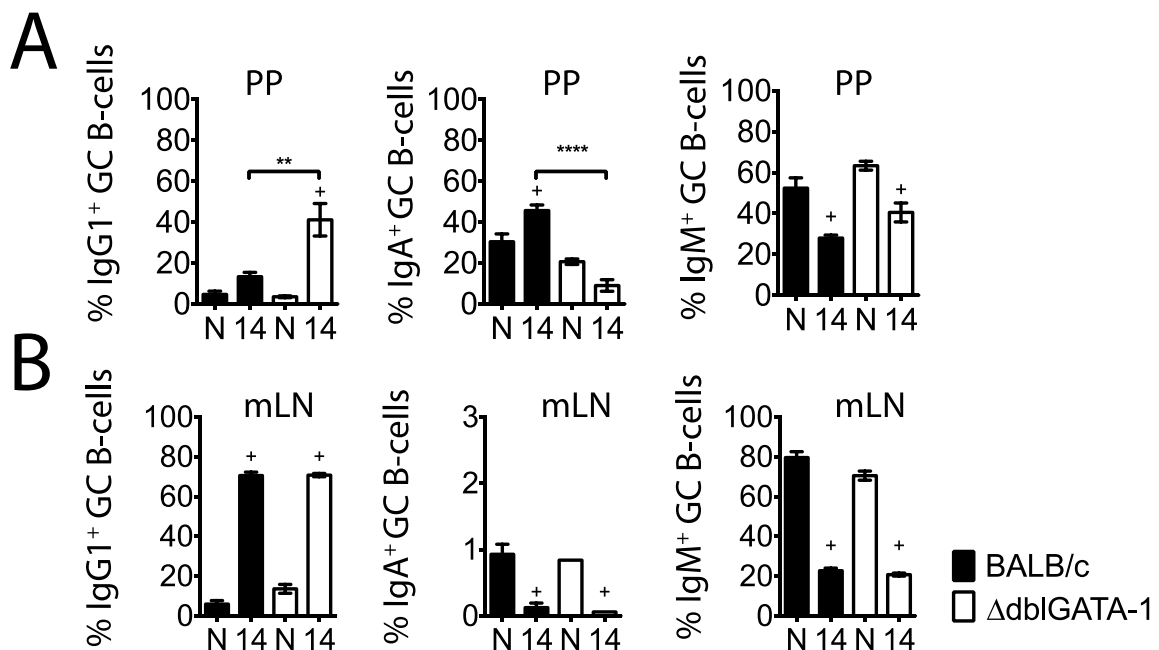 A
% IgG1+ GC B-cells
PP
100
80
60
40
20
0
**
+
N 14 N 14
% IgA+ GC B-cells
PP
100
80
60
40
20
0
****
+
N 14 N 14
% IgM+ GC B-cells
PP
100
80
60
40
20
0
+
+
N 14 N 14
B
% IgG1+ GC B-cells
mLN
100
80
60
40
20
0
+
+
N 14 N 14
% IgA+ GC B-cells
mLN
3
2
1
0
+
+
N 14 N 14
% IgM+ GC B-cells
mLN
100
80
60
40
20
0
+
+
N 14 N 14
BALB/c
ΔdblGATA-1